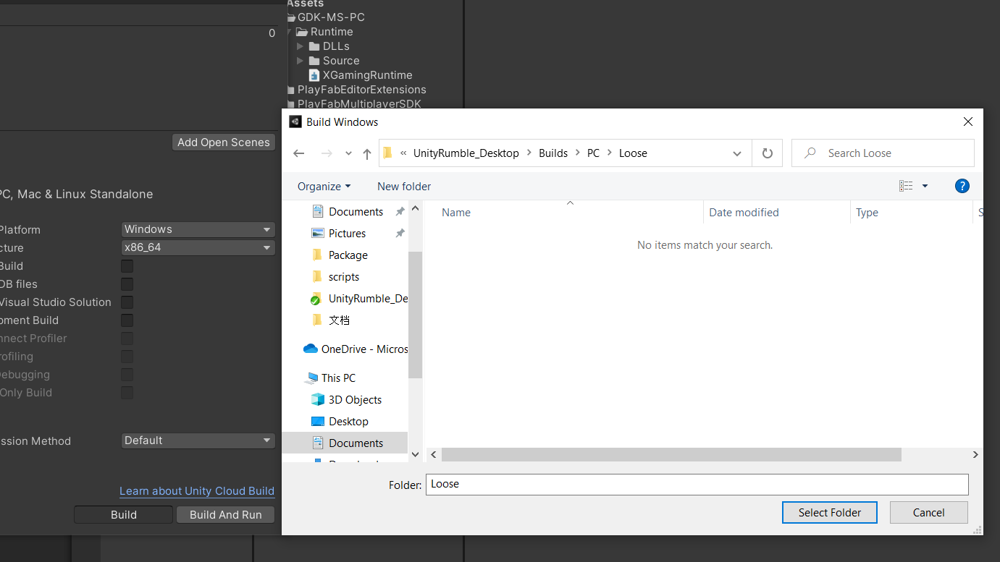 Assets
GDK-MS-PC
0
Runtime
DLLs
Source
XGamingRuntime
PlayFabEditorExtensions
PlayFabMultiplayerSDK
Add Open Scenes
PC, Mac & Linux Standalone
Platform
Windows
cture
x86_64
Build
DB files
Visual Studio Solution
pment Build
nnect Profiler
rofiling
Debugging
Only Build
ssion Method
Default
Learn about Unity Cloud Build
Build
Build And Run
Build Windows
« UnityRumble_Desktop > Builds > PC > Loose
Search Loose
Organize
New folder
?
Documents
Pictures
Package
scripts
UnityRumble_De
文档
OneDrive - Micros
This PC
3D Objects
Desktop
Documents
Name
Date modified
Type
S
No items match your search.
Folder:
Loose
Select Folder
Cancel